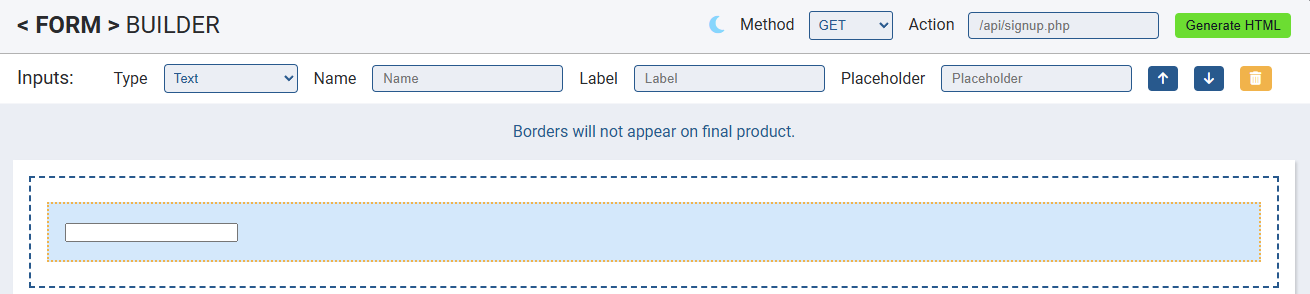 < FORM > BUILDER
Method GET Action /api/signup.php Generate HTML
Inputs: Type Text Name Name Label Label Placeholder Placeholder
Borders will not appear on final product.